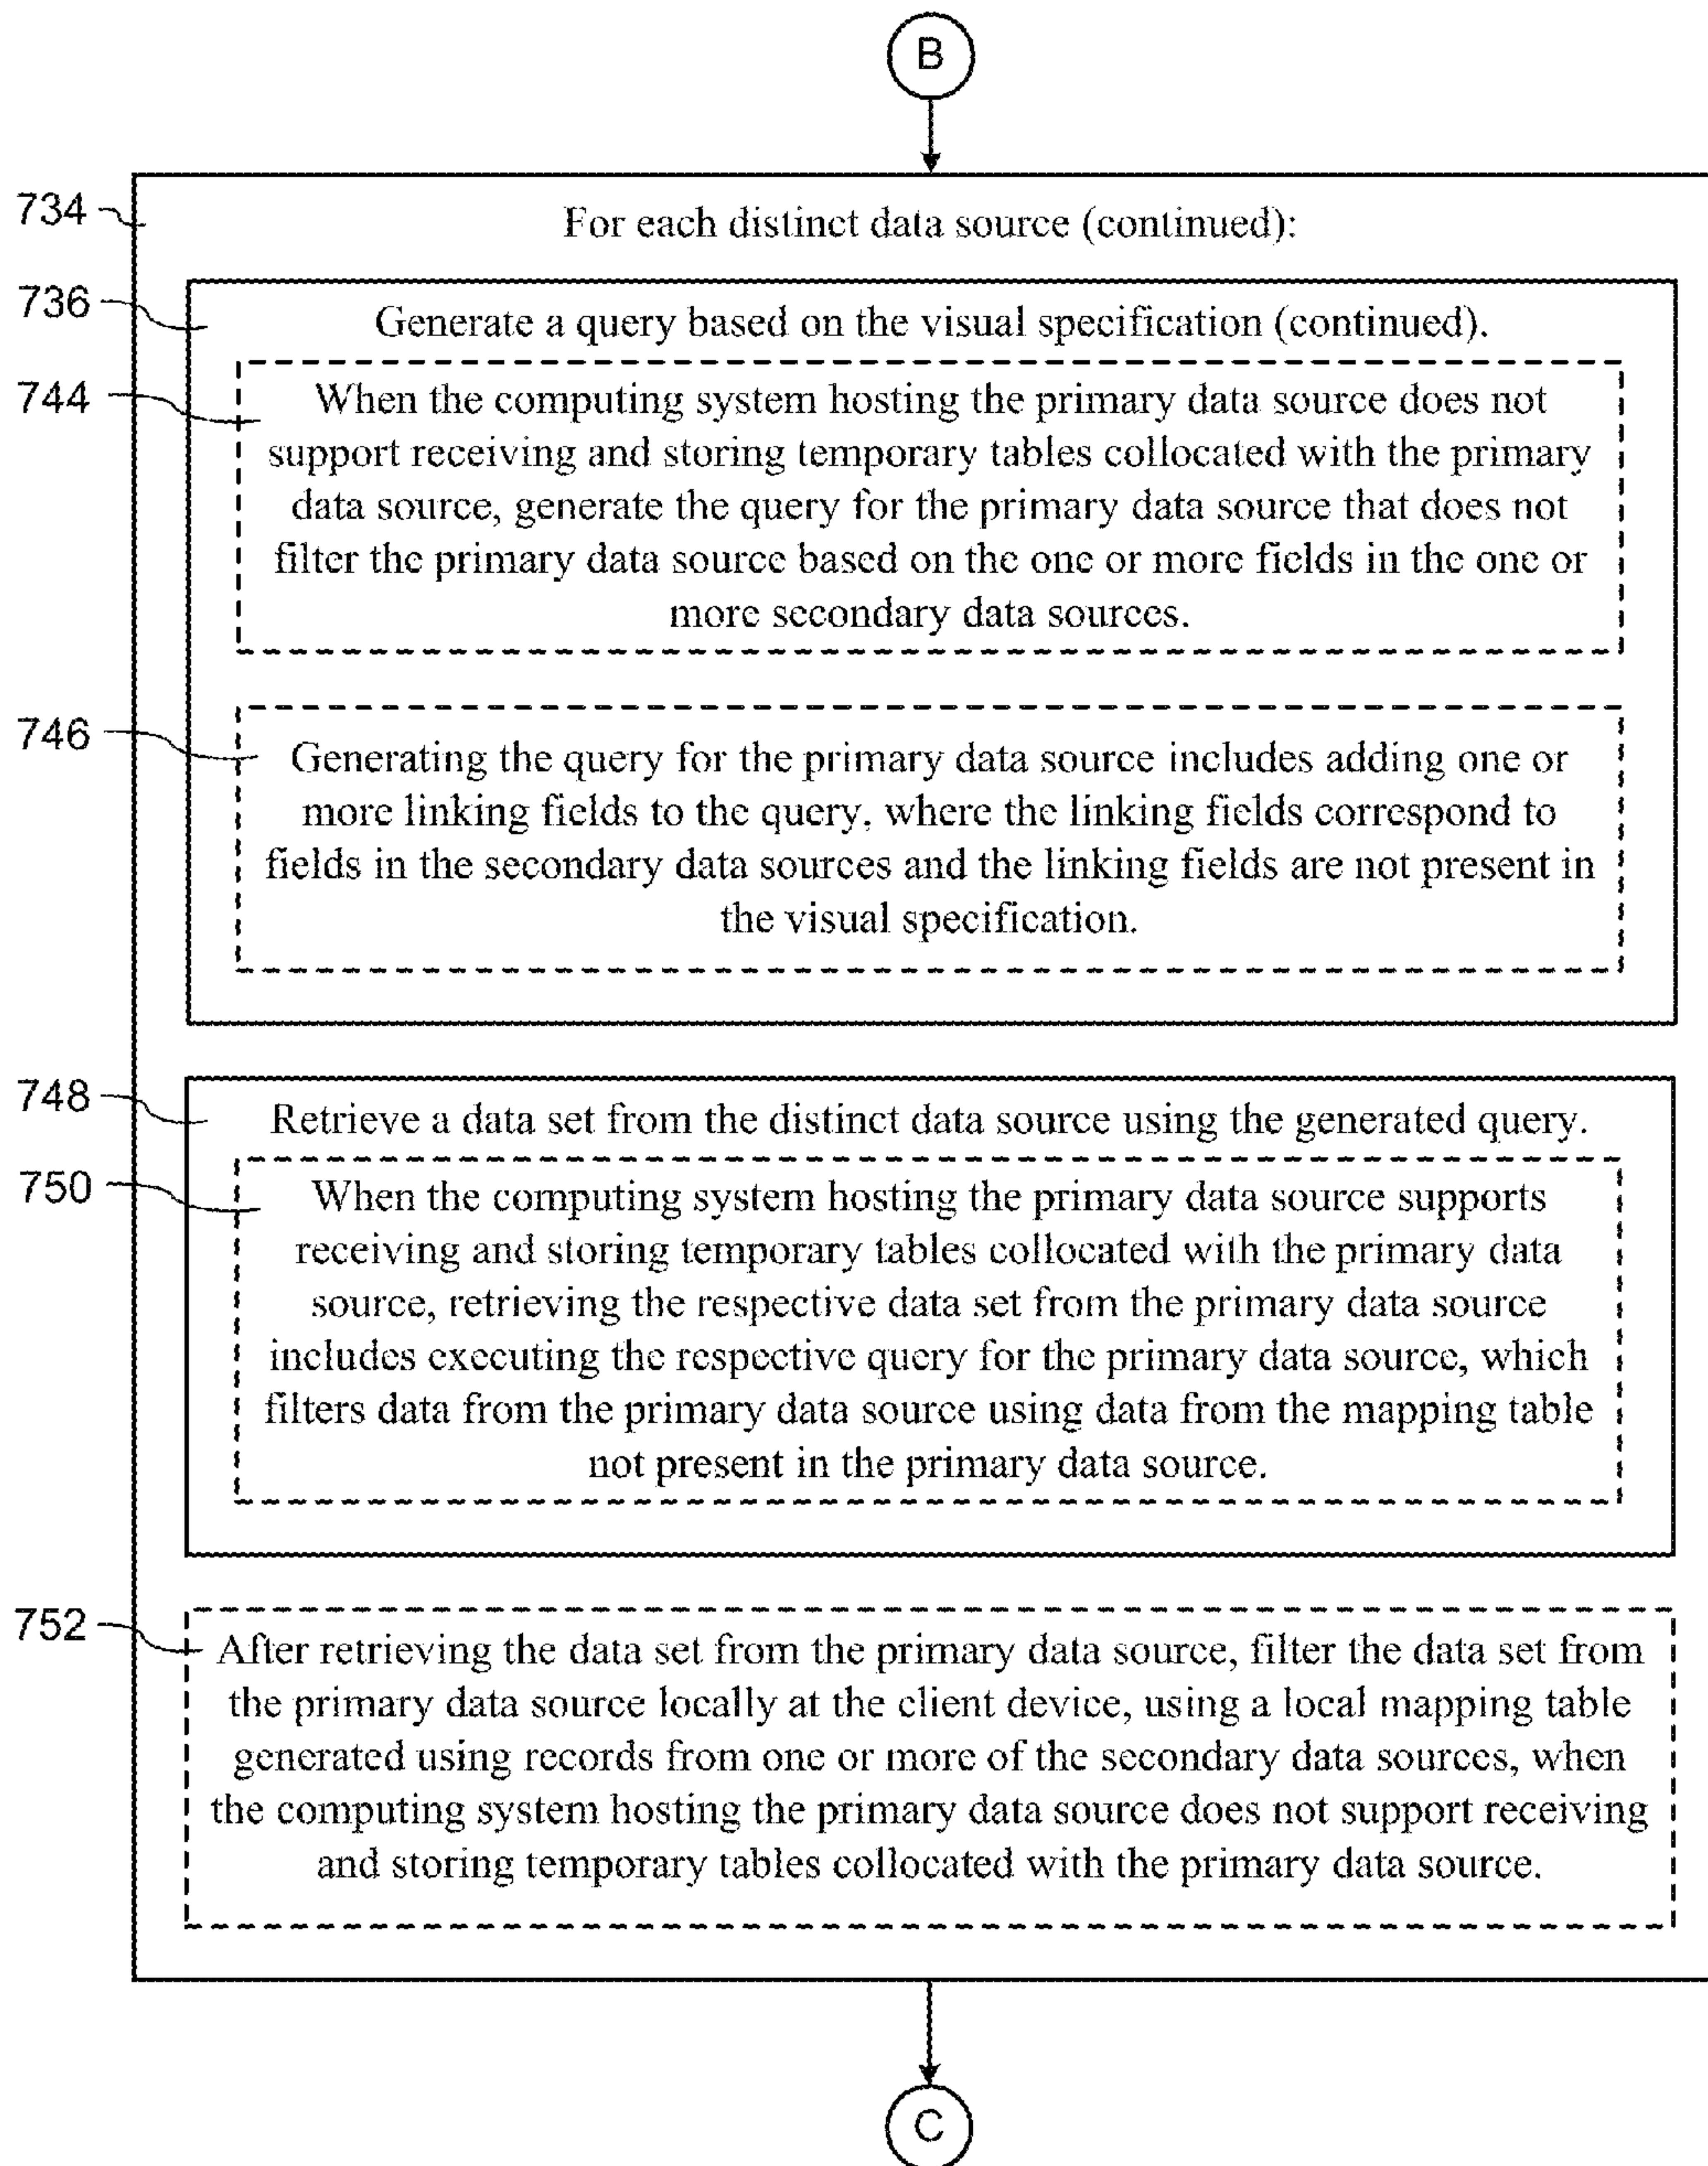 B
734
For each distinct data source (continued):
736
Generate a query based on the visual specification (continued).
744
When the computing system hosting the primary data source does not
support receiving and storing temporary tables collocated with the primary
data source, generate the query for the primary data source that does not
filter the primary data source based on the one or more fields in the one or
more secondary data sources.
746
Generating the query for the primary data source includes adding one or
more linking fields to the query, where the linking fields correspond to
fields in the secondary data sources and the linking fields are not present in
the visual specification.
748
Retrieve a data set from the distinct data source using the generated query.
750
When the computing system hosting the primary data source supports
receiving and storing temporary tables collocated with the primary data
source, retrieving the respective data set from the primary data source
includes executing the respective query for the primary data source, which
filters data from the primary data source using data from the mapping table
not present in the primary data source.
752
After retrieving the data set from the primary data source, filter the data set from
the primary data source locally at the client device, using a local mapping table
generated using records from one or more of the secondary data sources, when
the computing system hosting the primary data source does not support receiving
and storing temporary tables collocated with the primary data source.
C